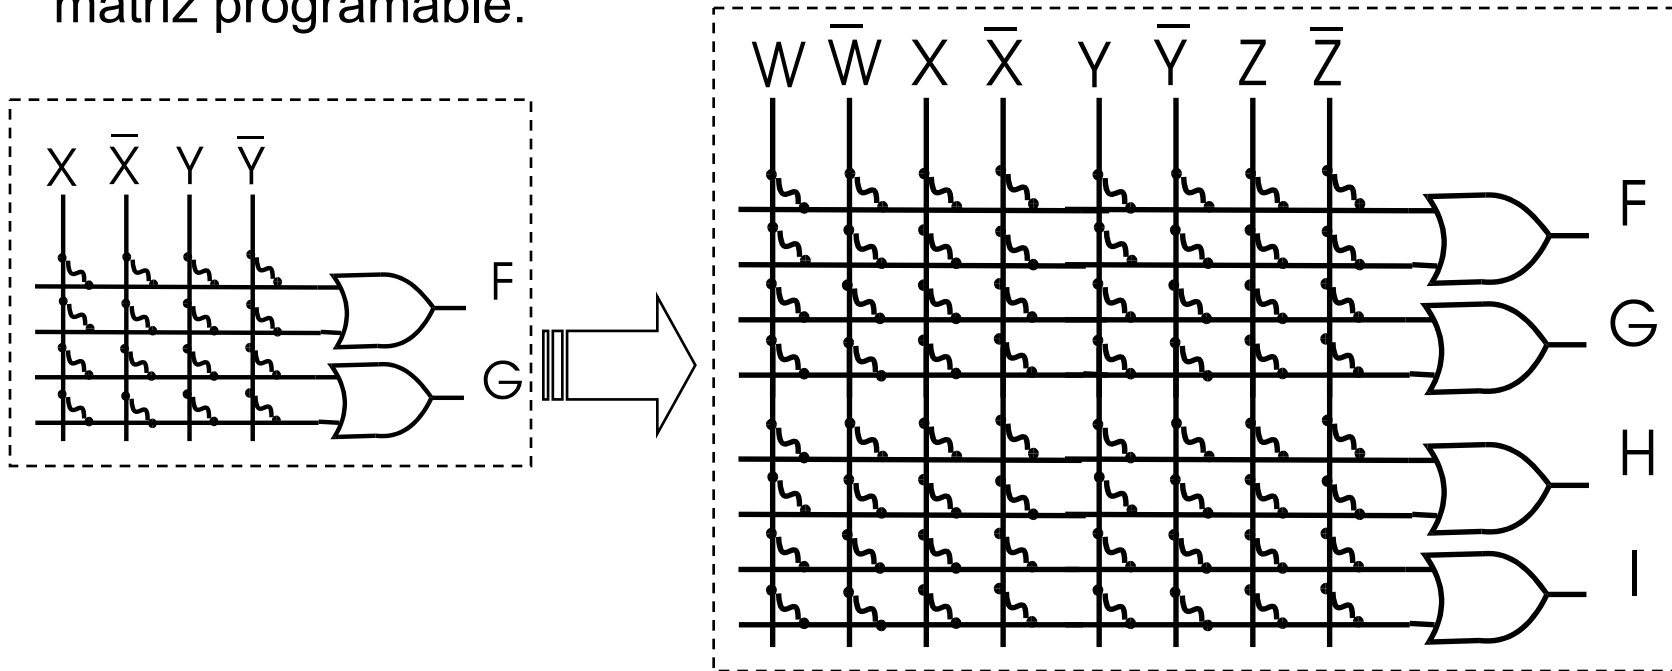 matriz programable.
X X̅ Y Y̅
F
G
W W̅ X X̅ Y Y̅ Z Z̅
F
G
H
I